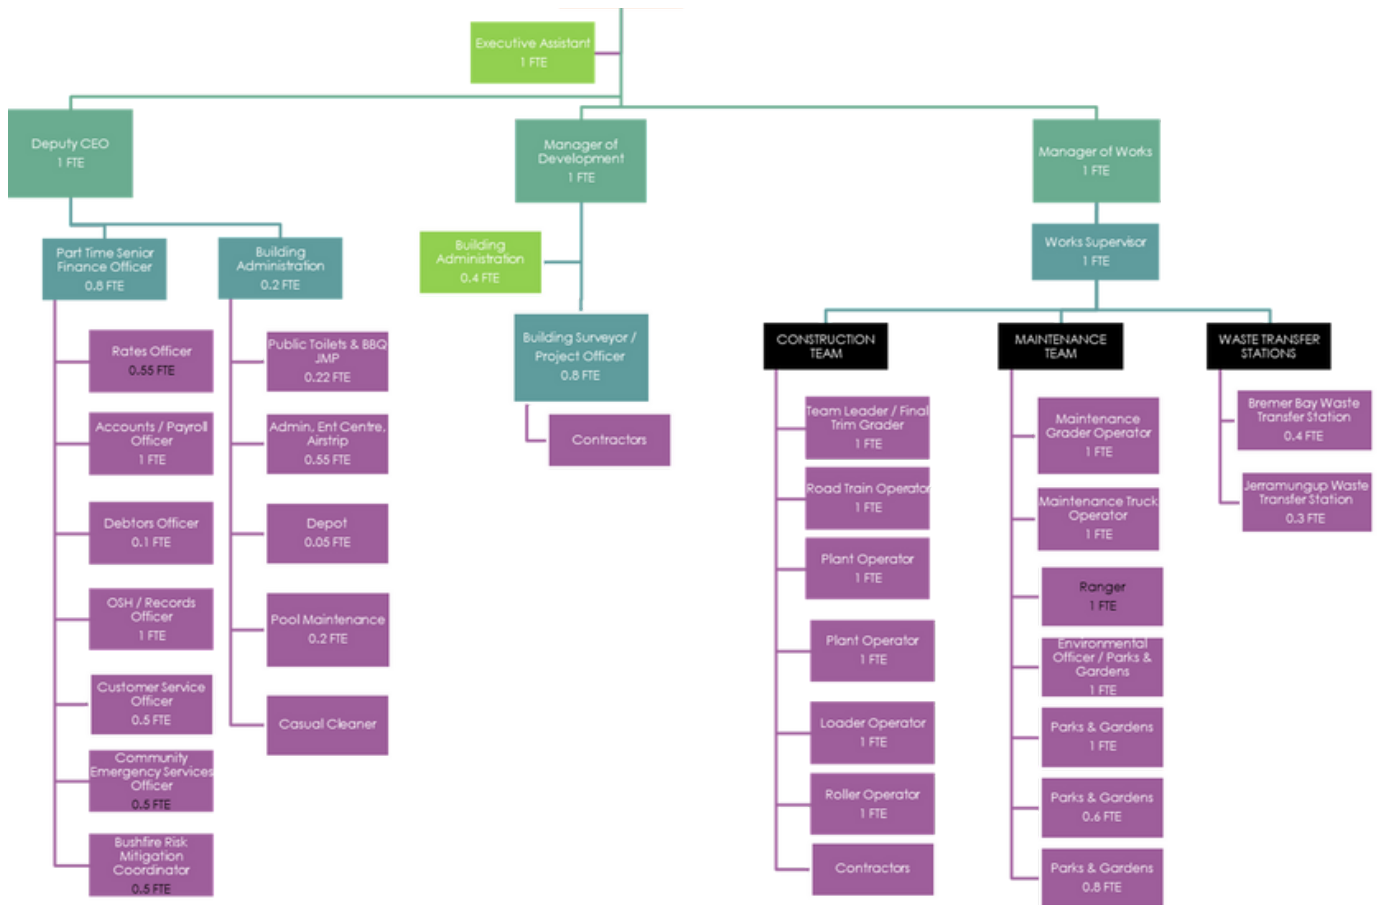 Executive Assistant
1 FTE
Deputy CEO
1 FTE
Manager of
Development
1 FTE
Manager of Works
1 FTE
Part Time Senior
Finance Officer
0.8 FTE
Building
Administration
0.2 FTE
Building
Administration
0.4 FTE
Works Supervisor
1 FTE
Rates Officer
0.55 FTE
Accounts / Payroll
Officer
1 FTE
Debtors Officer
0.1 FTE
OSH / Records
Officer
1 FTE
Customer Service
Officer
0.5 FTE
Community
Emergency Services
Officer
0.5 FTE
Bushfire Risk
Mitigation
Coordinator
0.5 FTE
Public Toilets & BBQ
JMP
0.22 FTE
Admin, Ent Centre,
Airstrip
0.55 FTE
Depot
0.05 FTE
Pool Maintenance
0.2 FTE
Casual Cleaner
Building Surveyor /
Project Officer
0.8 FTE
Contractors
CONSTRUCTION
TEAM
Team Leader / Final
Trim Grader
1 FTE
Road Train Operator
1 FTE
Plant Operator
1 FTE
Plant Operator
1 FTE
Loader Operator
1 FTE
Roller Operator
1 FTE
Contractors
MAINTENANCE
TEAM
Maintenance
Grader Operator
1 FTE
Maintenance Truck
Operator
1 FTE
Ranger
1 FTE
Environmental
Officer / Parks &
Gardens
1 FTE
Parks & Gardens
1 FTE
Parks & Gardens
0.6 FTE
Parks & Gardens
0.8 FTE
WASTE TRANSFER
STATIONS
Bremer Bay Waste
Transfer Station
0.4 FTE
Jerramungup Waste
Transfer Station
0.3 FTE